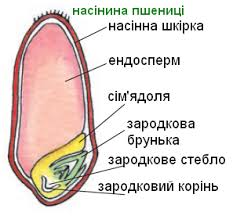 насінина пшениці
насінна шкірка
ендосперм
сім'ядоля
зародкова
брунька
зародкове стебло
зародковий корінь